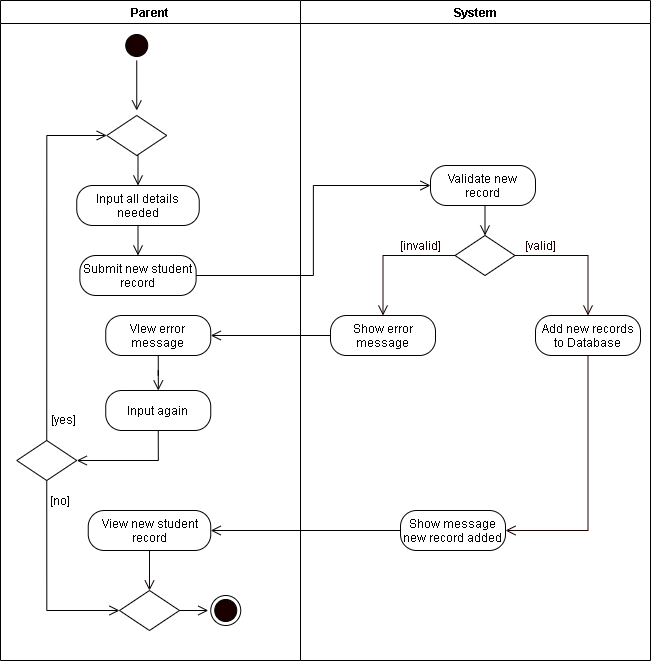 Parent
System
Input all details
needed
Validate new
record
Submit new student
record
[invalid]
[valid]
View error
message
Show error
message
Add new records
to Database
Input again
[yes]
[no]
View new student
record
Show message
new record added